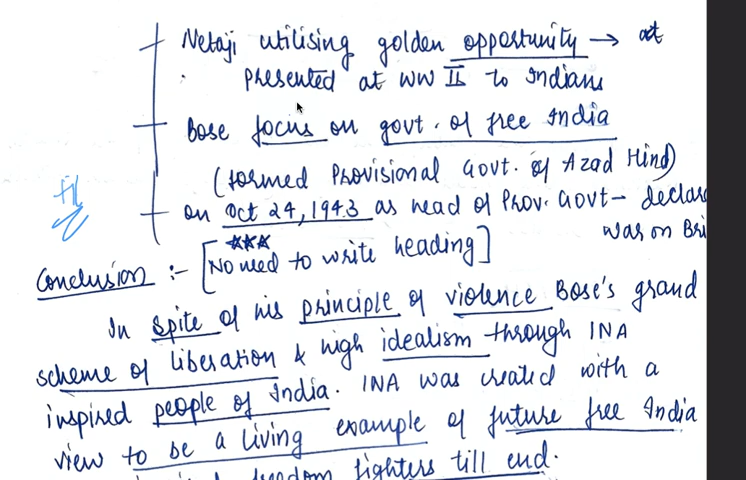 Netaji utilising golden opportunity → at
presented at WW II to Indians
Bose focus on govt. of free India
(formed Provisional Govt. of Azad Hind)
on Oct 24, 1943 as head of Prov. Govt - declare
was on Bri
Conclusion :- [No need to write heading]
In spite of his principle of violence Bose's grand
scheme of liberation & high idealism through INA
inspired people of India. INA was created with a
view to be a living example of future free India
freedom fighters till end.